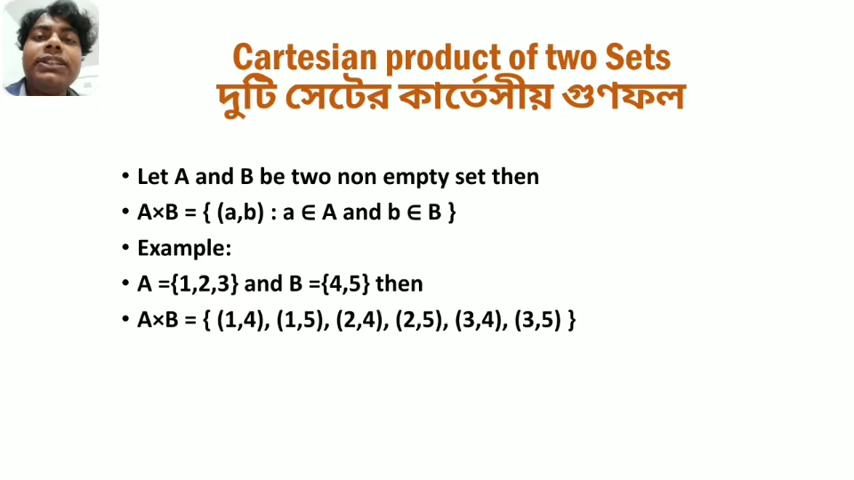 Cartesian product of two Sets
দুটি সেটের কার্তেসীয় গুণফল
• Let A and B be two non empty set then
• A×B = { (a,b) : a ∈ A and b ∈ B }
• Example:
• A ={1,2,3} and B ={4,5} then
• A×B = { (1,4), (1,5), (2,4), (2,5), (3,4), (3,5) }